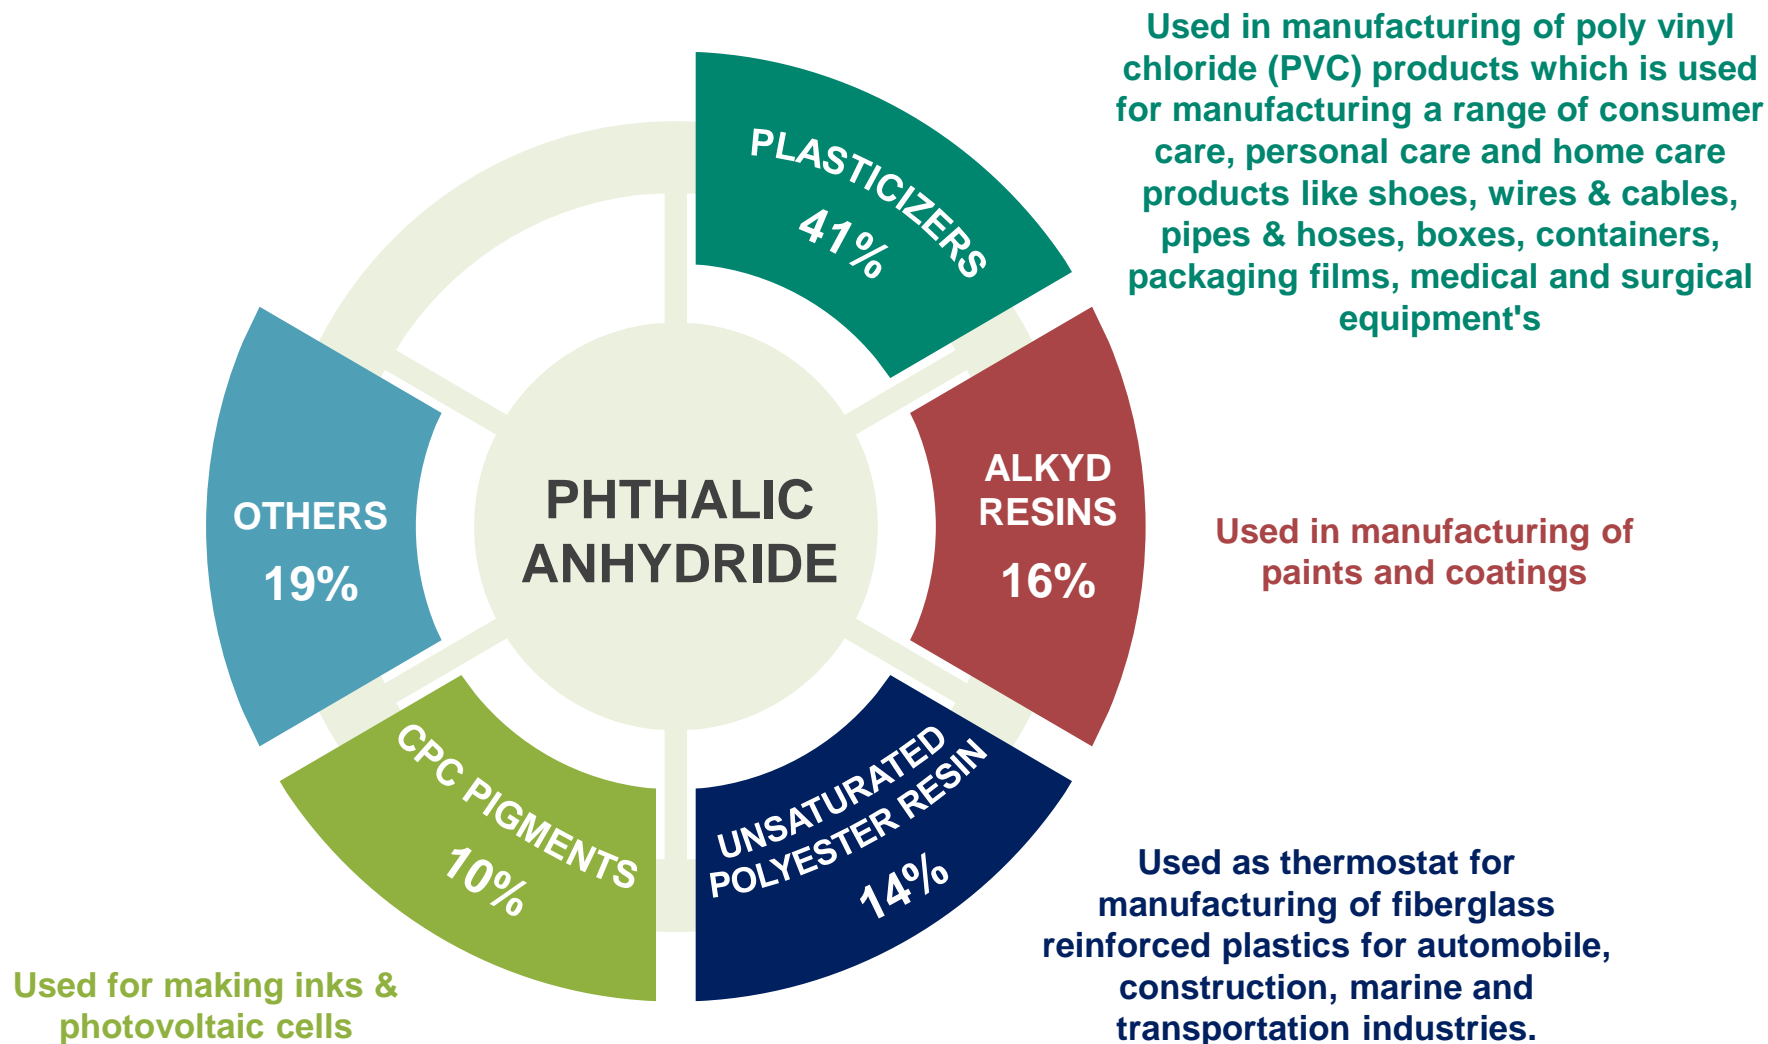 PHTHALIC
ANHYDRIDE
PLASTICIZERS
41%
Used in manufacturing of poly vinyl
chloride (PVC) products which is used
for manufacturing a range of consumer
care, personal care and home care
products like shoes, wires & cables,
pipes & hoses, boxes, containers,
packaging films, medical and surgical
equipment's
ALKYD
RESINS
16%
Used in manufacturing of
paints and coatings
UNSATURATED
POLYESTER RESIN
14%
Used as thermostat for
manufacturing of fiberglass
reinforced plastics for automobile,
construction, marine and
transportation industries.
CPC PIGMENTS
10%
Used for making inks &
photovoltaic cells
OTHERS
19%